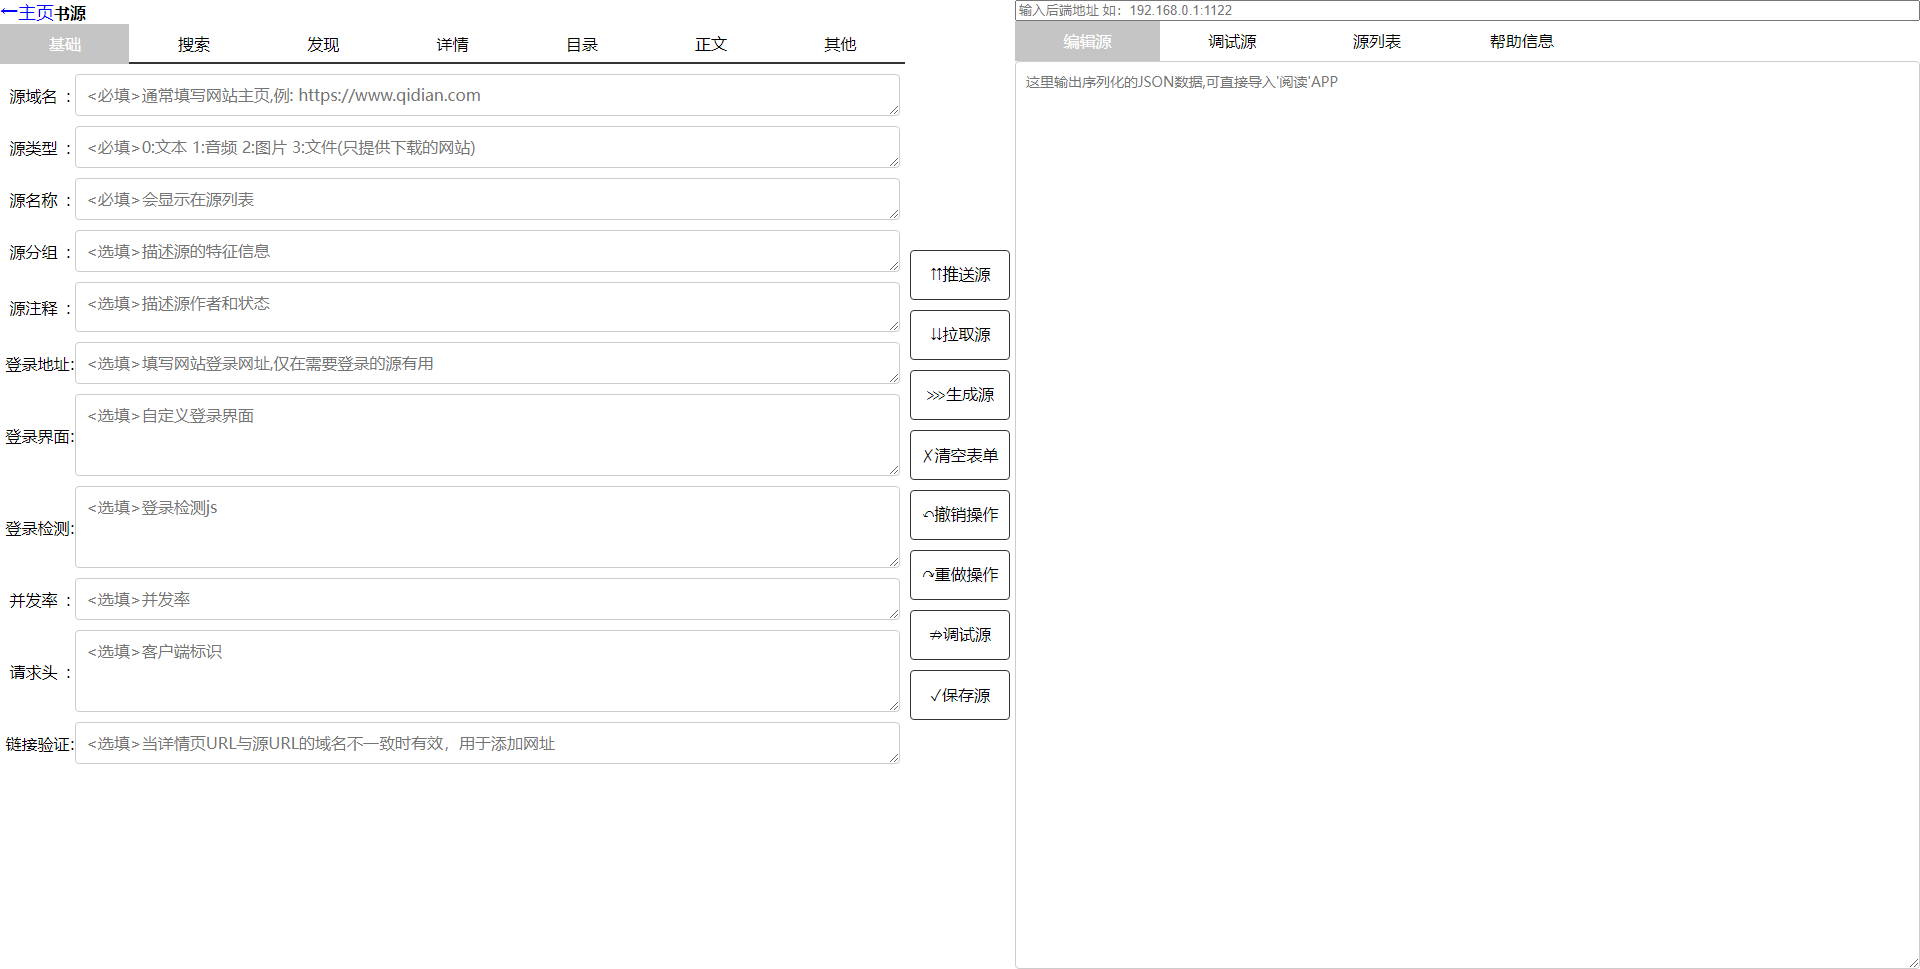 ←主页书源
基础 搜索 发现 详情 目录 正文 其他
源域名 : <必填>通常填写网站主页,例: https://www.qidian.com
源类型 : <必填>0:文本 1:音频 2:图片 3:文件(只提供下载的网站)
源名称 : <必填>会显示在源列表
源分组 : <选填>描述源的特征信息
源注释 : <选填>描述源作者和状态
登录地址: <选填>填写网站登录网址,仅在需要登录的源有用
登录界面: <选填>自定义登录界面
登录检测: <选填>登录检测js
并发率 : <选填>并发率
请求头 : <选填>客户端标识
链接验证: <选填>当详情页URL与源URL的域名不一致时有效，用于添加网址
⇈推送源
⇊拉取源
⋙生成源
✗清空表单
↶撤销操作
↷重做操作
⇏调试源
✓保存源
输入后端地址 如：192.168.0.1:1122
编辑源 调试源 源列表 帮助信息
这里输出序列化的JSON数据,可直接导入'阅读'APP